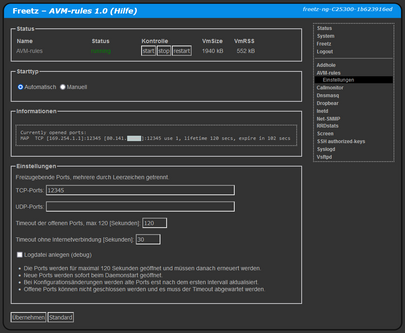 Freetz – AVM-rules 1.0 (Hilfe)
freetz-ng-C25300-1b623916ed
Status
Name Status Kontrolle VmSize VmRSS
AVM-rules running start stop restart 1940 kB 552 kB
Starttyp
Automatisch Manuell
Informationen
Currently opened ports:
MAP TCP [169.254.1.1]:12345 [80.141. ]:12345 use 1, lifetime 120 secs, expire in 102 secs
Einstellungen
Freizugebende Ports, mehrere durch Leerzeichen getrennt.
TCP-Ports: 12345
UDP-Ports:
Timeout der offenen Ports, max 120 [Sekunden]: 120
Timeout ohne Internetverbindung [Sekunden]: 30
Logdatei anlegen (debug)
Die Ports werden für maximal 120 Sekunden geöffnet und müssen danach erneuert werden.
Neue Ports werden sofort beim Daemonstart geöffnet
Bei Konfigurationsänderungen werden alte Ports erst nach dem ersten Intervall aktualisiert
Offene Ports können nicht geschlossen werden und es muss der Timeout abgewartet werden.
Übernehmen Standard
Status
System
Freetz
Logout
Addhole
AVM-rules
Einstellungen
Callmonitor
Dnsmasq
Dropbear
Inetd
Net-SNMP
RRDstats
Screen
SSH authorized-keys
Syslogd
Vsftpd